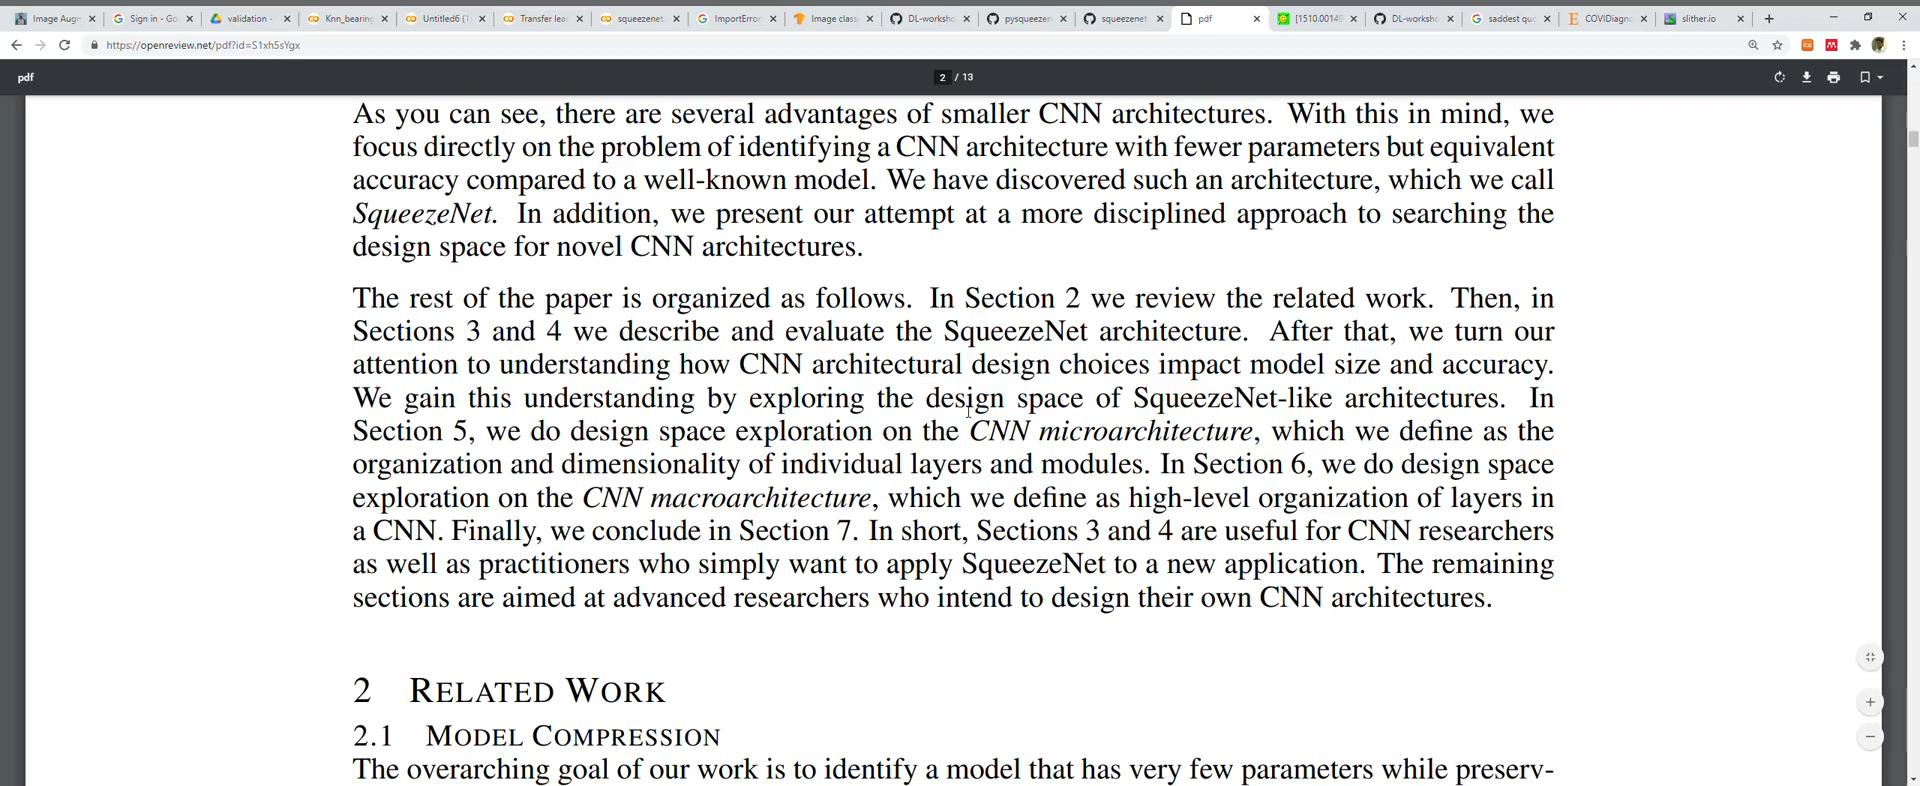 Image Aug
Sign in - Go
validation -
Knn_bearing
Untitled6 (1
Transfer lea
squeezenet
ImportError
Image class
DL-worksho
pysqueezen
squeezenet
pdf
[1510.00149
DL-worksho
saddest qu
COVIDiagn
slither.io
https://openreview.net/pdf?id=S1xh5sYgx
pdf
2 / 13
As you can see, there are several advantages of smaller CNN architectures. With this in mind, we
focus directly on the problem of identifying a CNN architecture with fewer parameters but equivalent
accuracy compared to a well-known model. We have discovered such an architecture, which we call
SqueezeNet. In addition, we present our attempt at a more disciplined approach to searching the
design space for novel CNN architectures.
The rest of the paper is organized as follows. In Section 2 we review the related work. Then, in
Sections 3 and 4 we describe and evaluate the SqueezeNet architecture. After that, we turn our
attention to understanding how CNN architectural design choices impact model size and accuracy.
We gain this understanding by exploring the design space of SqueezeNet-like architectures. In
Section 5, we do design space exploration on the CNN microarchitecture, which we define as the
organization and dimensionality of individual layers and modules. In Section 6, we do design space
exploration on the CNN macroarchitecture, which we define as high-level organization of layers in
a CNN. Finally, we conclude in Section 7. In short, Sections 3 and 4 are useful for CNN researchers
as well as practitioners who simply want to apply SqueezeNet to a new application. The remaining
sections are aimed at advanced researchers who intend to design their own CNN architectures.
2 RELATED WORK
2.1 MODEL COMPRESSION
The overarching goal of our work is to identify a model that has very few parameters while preserv-